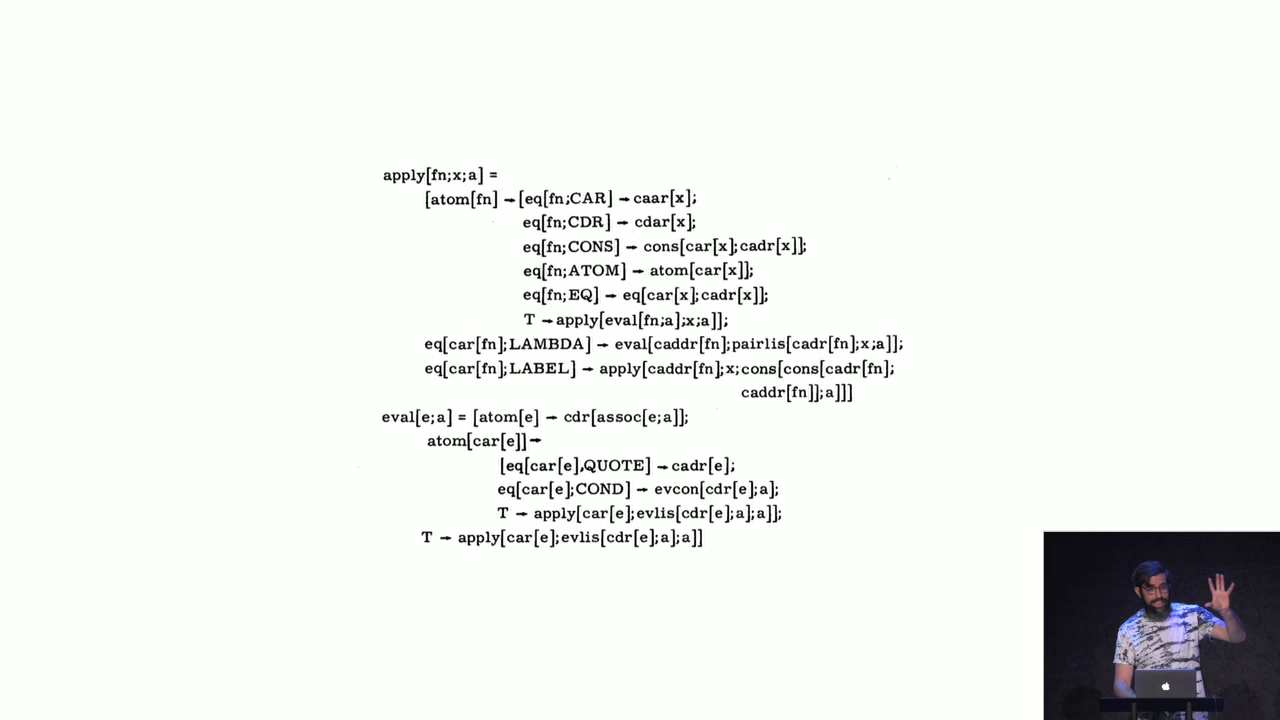 apply[fn;x;a] =
[atom[fn] → [eq[fn;CAR] → caar[x];
eq[fn;CDR] → cdar[x];
eq[fn;CONS] → cons[car[x];cadr[x]];
eq[fn;ATOM] → atom[car[x]];
eq[fn;EQ] → eq[car[x];cadr[x]];
T → apply[eval[fn;a];x;a]];
eq[car[fn];LAMBDA] → eval[caddr[fn];pairlis[cadr[fn];x;a]];
eq[car[fn];LABEL] → apply[caddr[fn];x;cons[cons[cadr[fn];
caddr[fn]];a]]]
eval[e;a] = [atom[e] → cdr[assoc[e;a]];
atom[car[e]] →
[eq[car[e],QUOTE] → cadr[e];
eq[car[e];COND] → evcon[cdr[e];a];
T → apply[car[e];evlis[cdr[e];a];a]];
T → apply[car[e];evlis[cdr[e];a];a]]